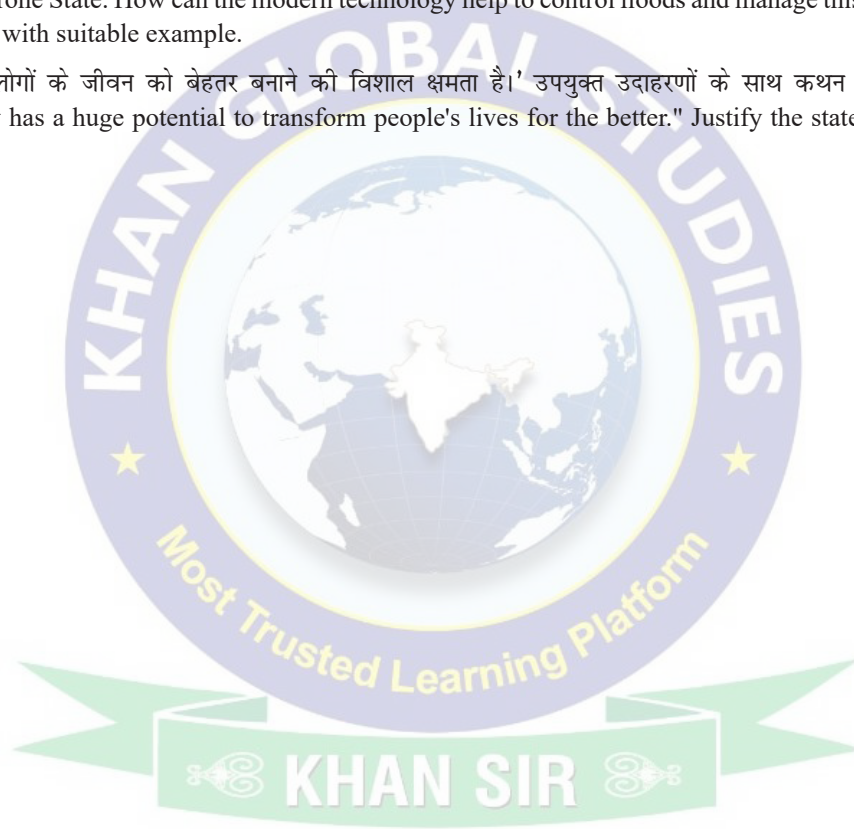 rone State. How can the modern technology help to control floods and manage this
with suitable example.
लोगों के जीवन को बेहतर बनाने की विशाल क्षमता है।' उपयुक्त उदाहरणों के साथ कथन
has a huge potential to transform people's lives for the better." Justify the state
KHAN GLOBAL STUDIES
Most Trusted Learning Platform
KHAN SIR